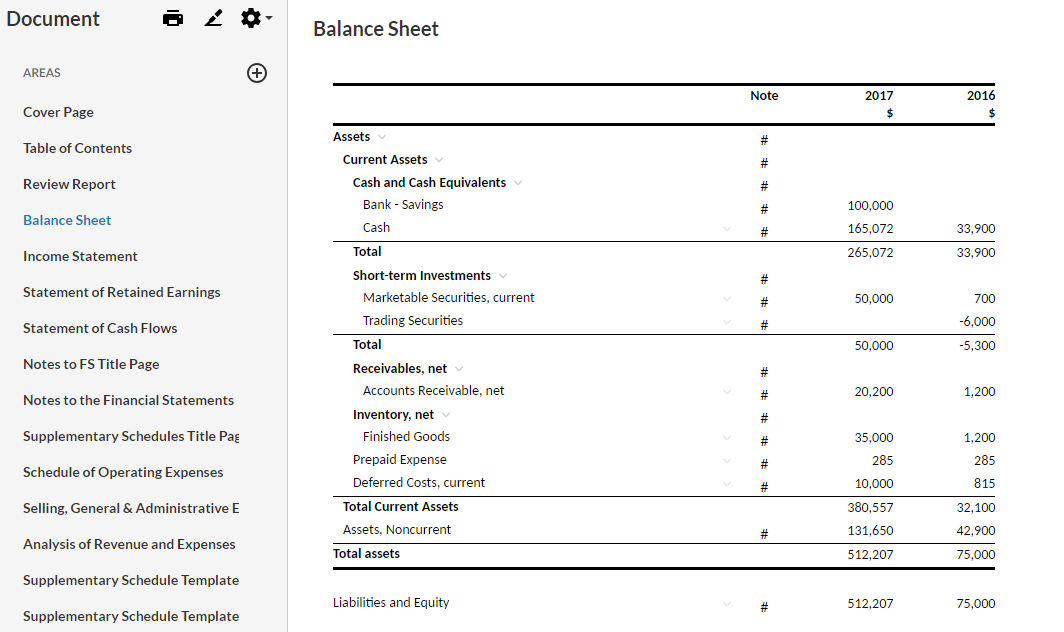 Document
AREAS
Cover Page
Table of Contents
Review Report
Balance Sheet
Income Statement
Statement of Retained Earnings
Statement of Cash Flows
Notes to FS Title Page
Notes to the Financial Statements
Supplementary Schedules Title Pag
Schedule of Operating Expenses
Selling, General & Administrative E
Analysis of Revenue and Expenses
Supplementary Schedule Template
Supplementary Schedule Template
Balance Sheet
Note 2017 2016
$ $
Assets #
Current Assets #
Cash and Cash Equivalents #
Bank - Savings # 100,000
Cash # 165,072 33,900
Total 265,072 33,900
Short-term Investments #
Marketable Securities, current # 50,000 700
Trading Securities # -6,000
Total 50,000 -5,300
Receivables, net #
Accounts Receivable, net # 20,200 1,200
Inventory, net #
Finished Goods # 35,000 1,200
Prepaid Expense # 285 285
Deferred Costs, current # 10,000 815
Total Current Assets 380,557 32,100
Assets, Noncurrent # 131,650 42,900
Total assets 512,207 75,000
Liabilities and Equity # 512,207 75,000